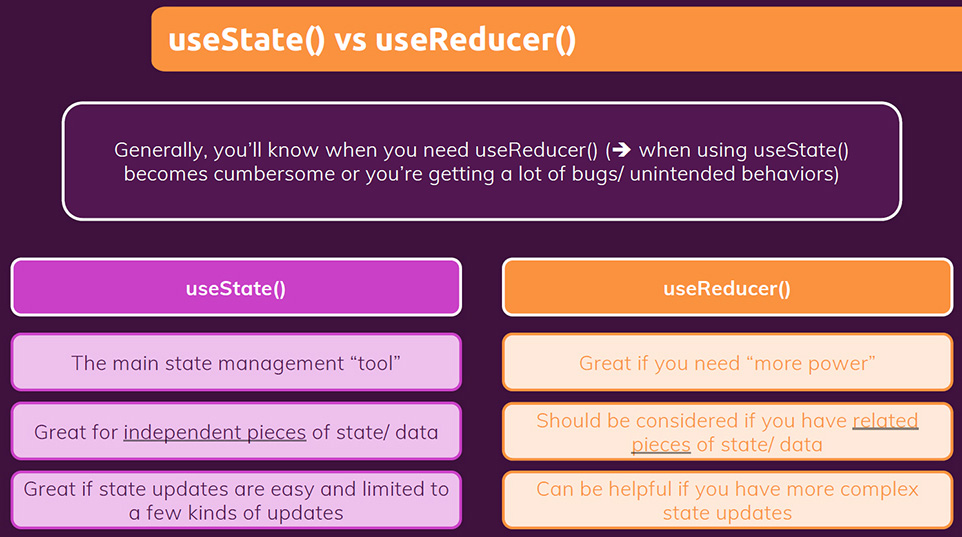 useState() vs useReducer()
Generally, you’ll know when you need useReducer() (🡺 when using useState()
becomes cumbersome or you’re getting a lot of bugs/ unintended behaviors)
useState()
The main state management “tool”
Great for independent pieces of state/ data
Great if state updates are easy and limited to
a few kinds of updates
useReducer()
Great if you need “more power”
Should be considered if you have related
pieces of state/ data
Can be helpful if you have more complex
state updates